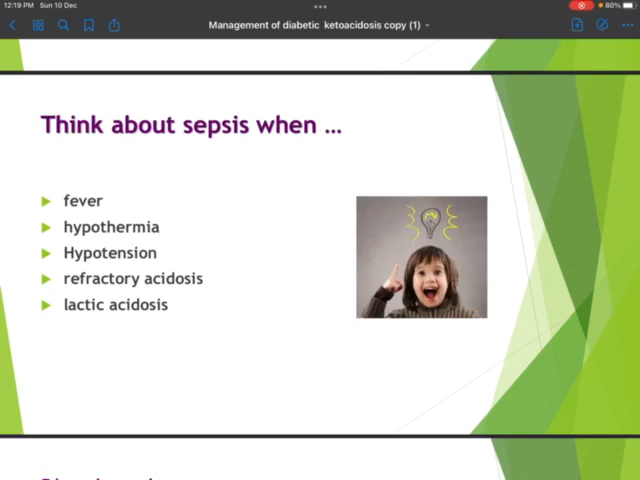 12:19 PM Sun 10 Dec
80%
Management of diabetic ketoacidosis copy (1)
Think about sepsis when ...
fever
hypothermia
Hypotension
refractory acidosis
lactic acidosis